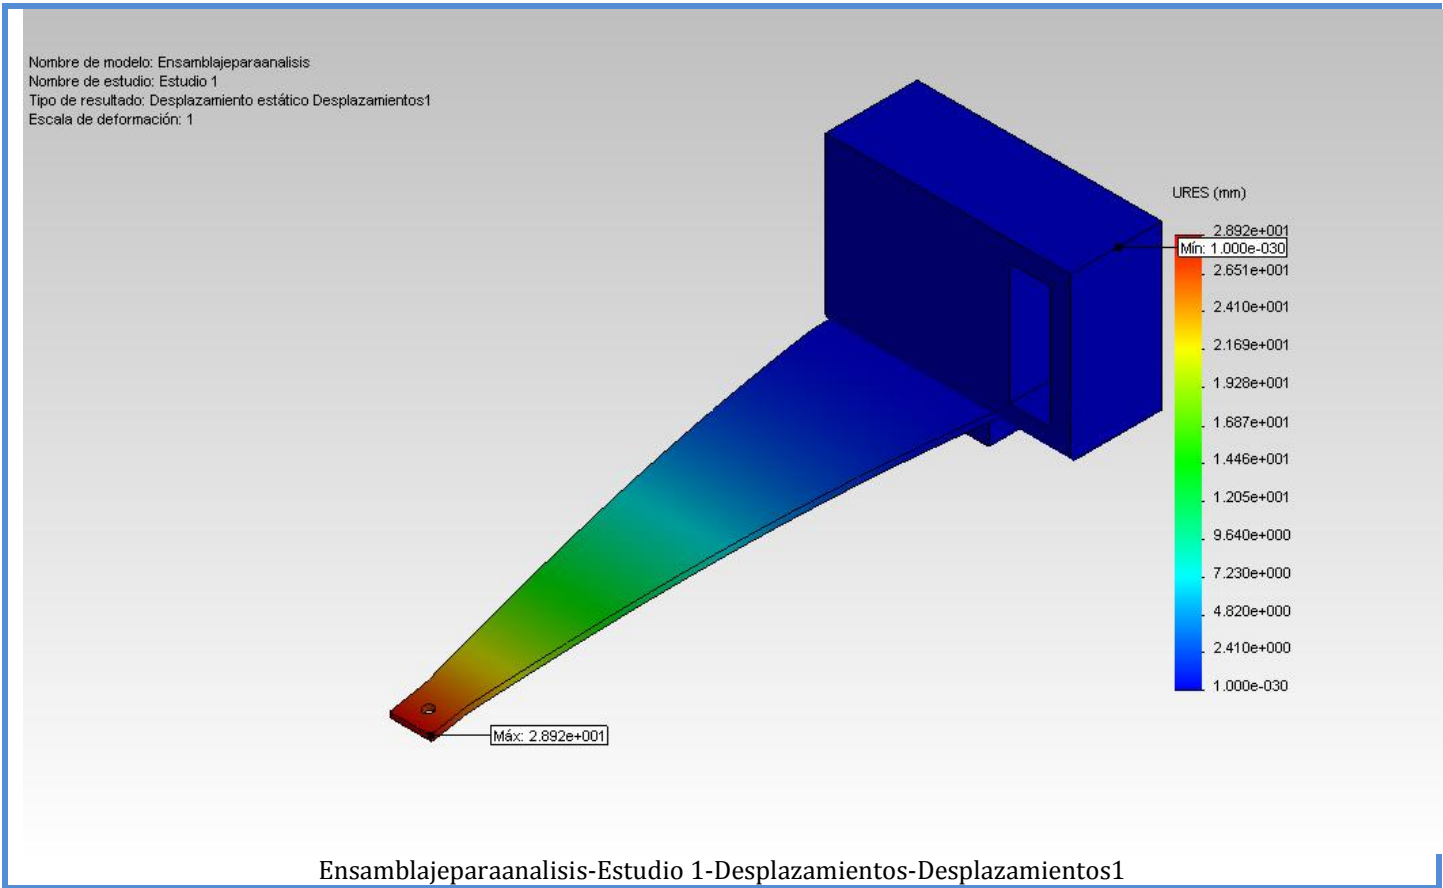 Nombre de modelo: Ensamblajeparaanalisis
Nombre de estudio: Estudio 1
Tipo de resultado: Desplazamiento estático Desplazamientos1
Escala de deformación: 1
URES (mm)
2.892e+001
Mín: 1.000e-030
2.651e+001
2.410e+001
2.169e+001
1.928e+001
1.687e+001
1.446e+001
1.205e+001
9.640e+000
7.230e+000
4.820e+000
2.410e+000
1.000e-030
Máx: 2.892e+001
Ensamblajeparaanalisis-Estudio 1-Desplazamientos-Desplazamientos1